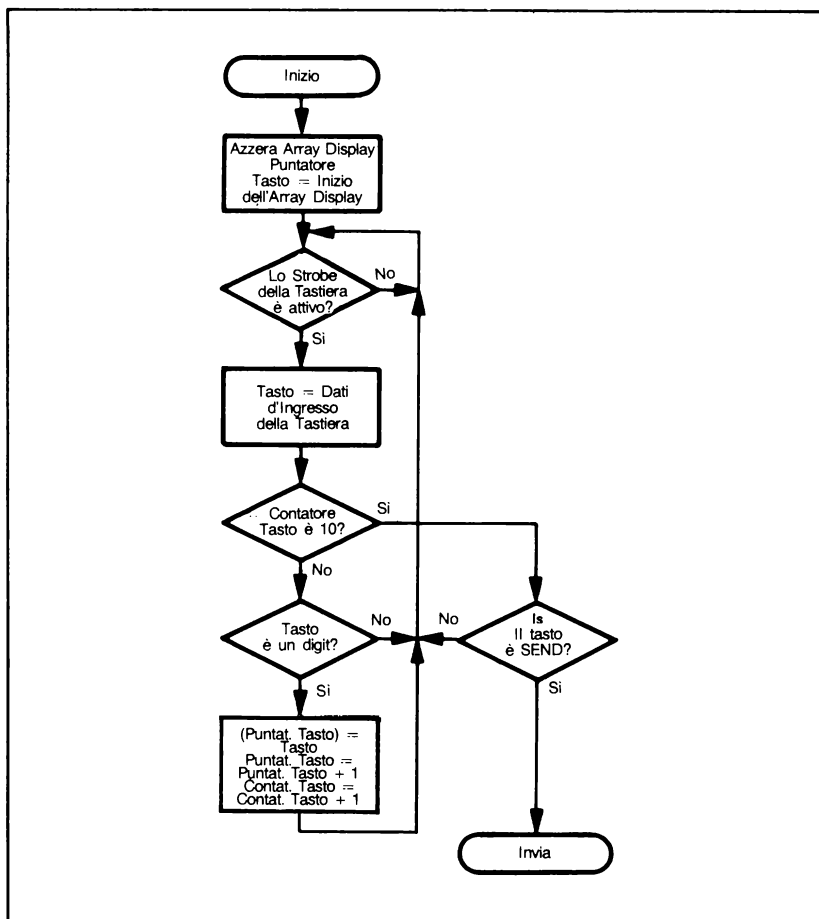 Inizio
Azzera Array Display
Puntatore
Tasto = Inizio
dell'Array Display
Lo Strobe
della Tastiera
è attivo?
No
Si
Tasto = Dati
d'Ingresso
della Tastiera
Contatore
Tasto è 10?
Si
No
Tasto
è un digit?
No
Si
No
Is
Il tasto
è SEND?
Si
(Puntat. Tasto) =
Tasto
Puntat. Tasto =
Puntat. Tasto + 1
Contat. Tasto =
Contat. Tasto + 1
Invia